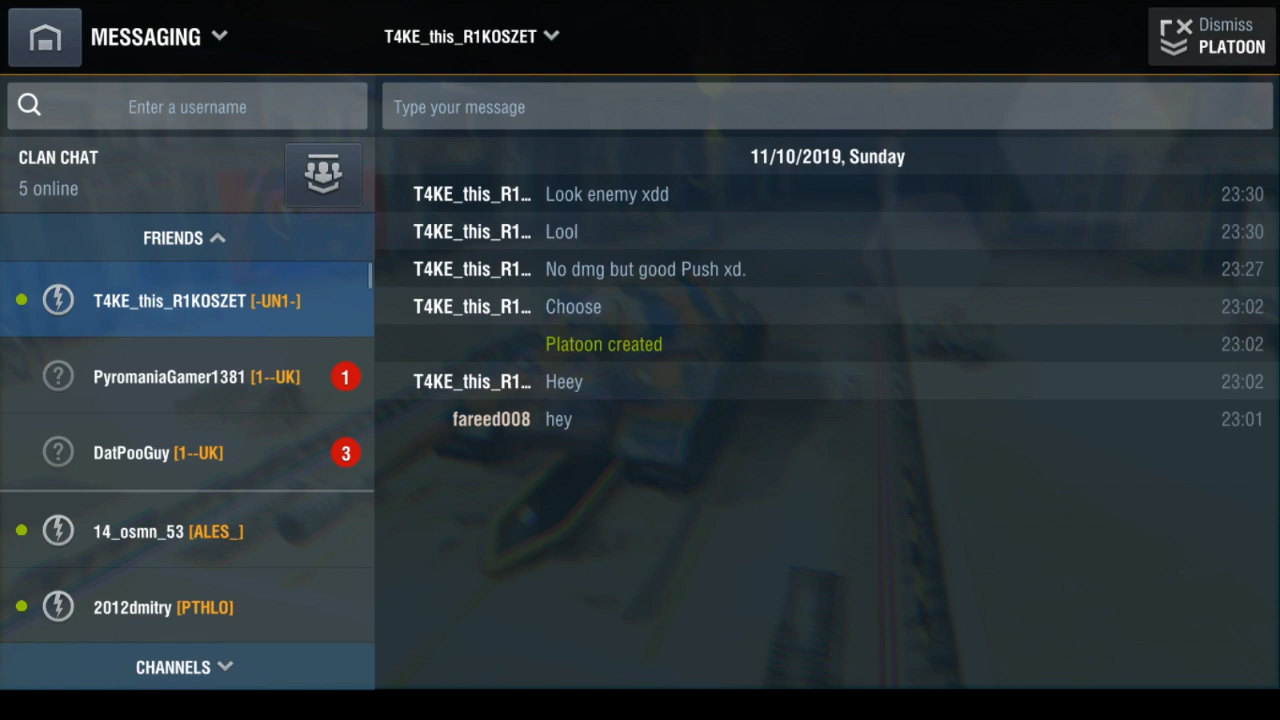 MESSAGING
T4KE_this_R1KOSZET
Dismiss
PLATOON
Enter a username
Type your message
CLAN CHAT
5 online
FRIENDS
T4KE_this_R1KOSZET [-UN1-]
PyromaniaGamer1381 [1--UK] 1
DatPooGuy [1--UK] 3
14_osmn_53 [ALES_]
2012dmitry [PTHLO]
CHANNELS
11/10/2019, Sunday
T4KE_this_R1... Look enemy xdd 23:30
T4KE_this_R1... Lool 23:30
T4KE_this_R1... No dmg but good Push xd. 23:27
T4KE_this_R1... Choose 23:02
Platoon created 23:02
T4KE_this_R1... Heey 23:02
fareed008 hey 23:01